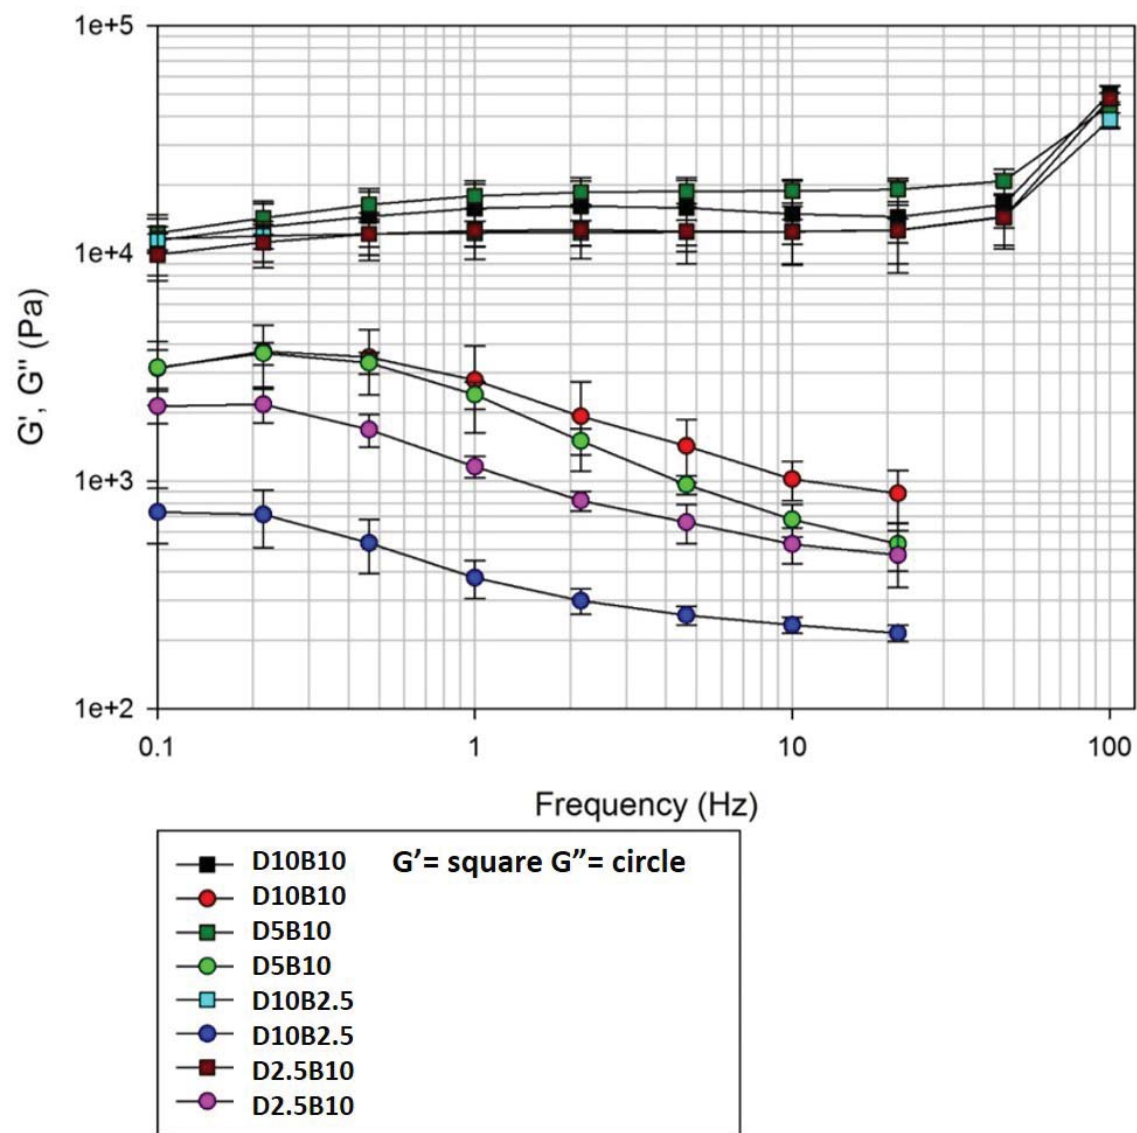 1e+5
1e+4
1e+3
1e+2
G', G" (Pa)
0.1 1 10 100
Frequency (Hz)
D10B10 G’= square G”= circle
D10B10
D5B10
D5B10
D10B2.5
D10B2.5
D2.5B10
D2.5B10